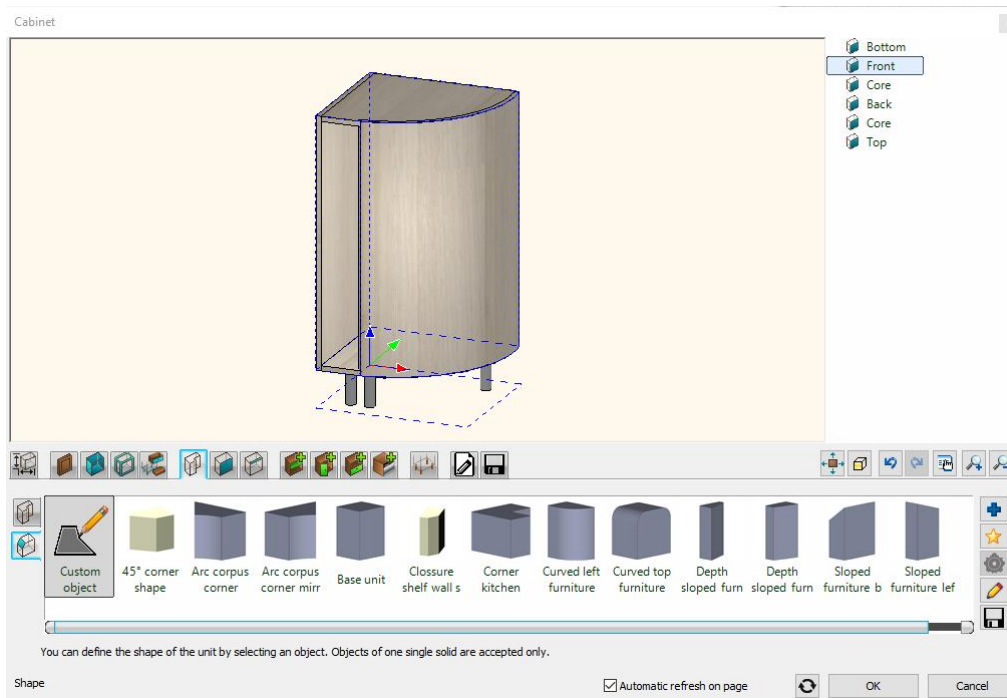 Cabinet
Bottom
Front
Core
Back
Core
Top
Custom
object
45° corner
shape
Arc corpus
corner
Arc corpus
corner mirr
Base unit
Clossure
shelf wall s
Corner
kitchen
Curved left
furniture
Curved top
furniture
Depth
sloped furn
Depth
sloped furn
Sloped
furniture b
Sloped
furniture lef
You can define the shape of the unit by selecting an object. Objects of one single solid are accepted only.
Shape
Automatic refresh on page
OK
Cancel